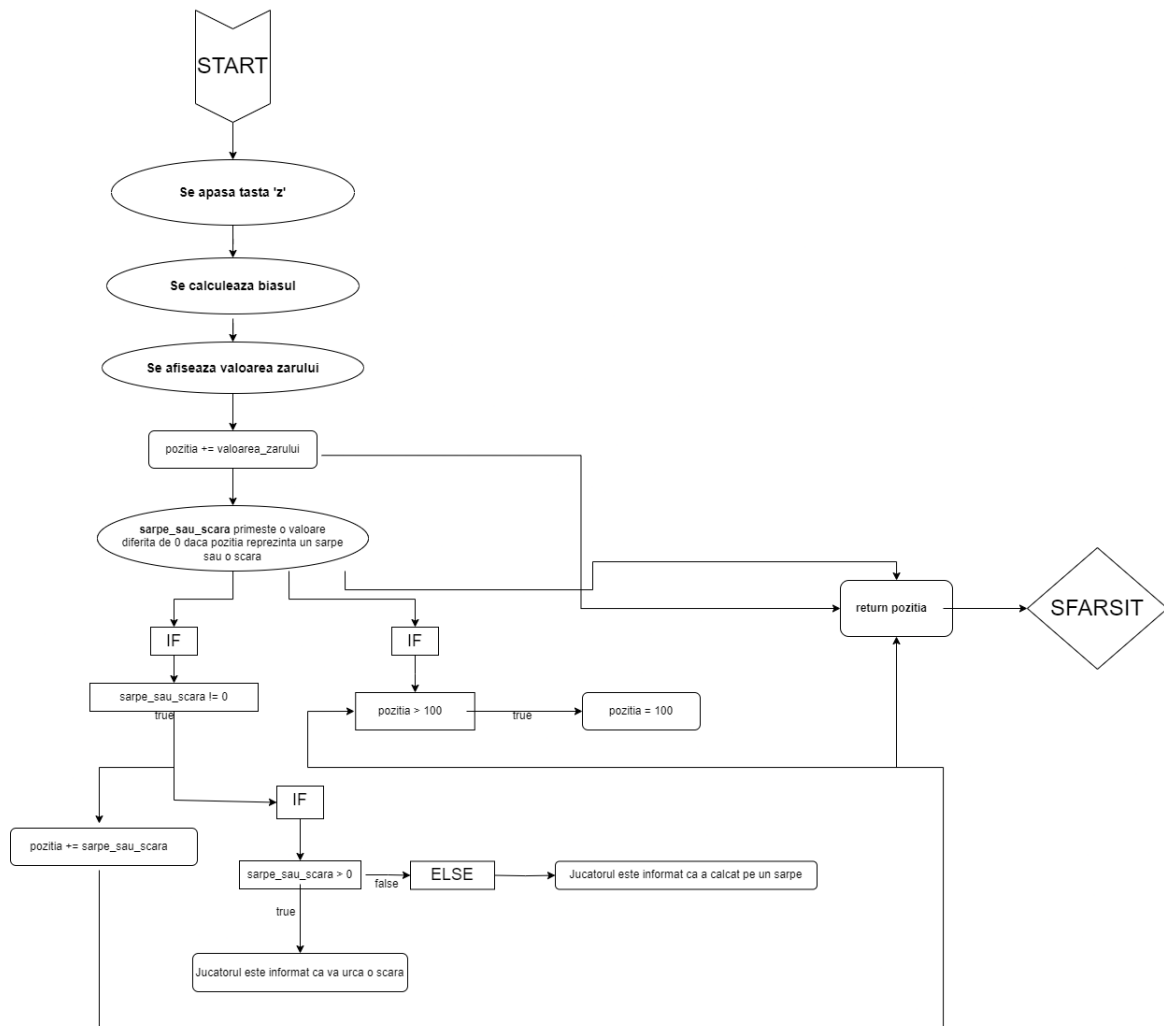 START
Se apasa tasta 'z'
Se calculeaza biasul
Se afiseaza valoarea zarului
pozitia += valoarea_zarului
sarpe_sau_scara primeste o valoare
diferita de 0 daca pozitia reprezinta un sarpe
sau o scara
return pozitia
SFARSIT
IF
IF
sarpe_sau_scara != 0
true
pozitia > 100
true
pozitia = 100
IF
pozitia += sarpe_sau_scara
sarpe_sau_scara > 0
false
ELSE
Jucatorul este informat ca a calcat pe un sarpe
true
Jucatorul este informat ca va urca o scara